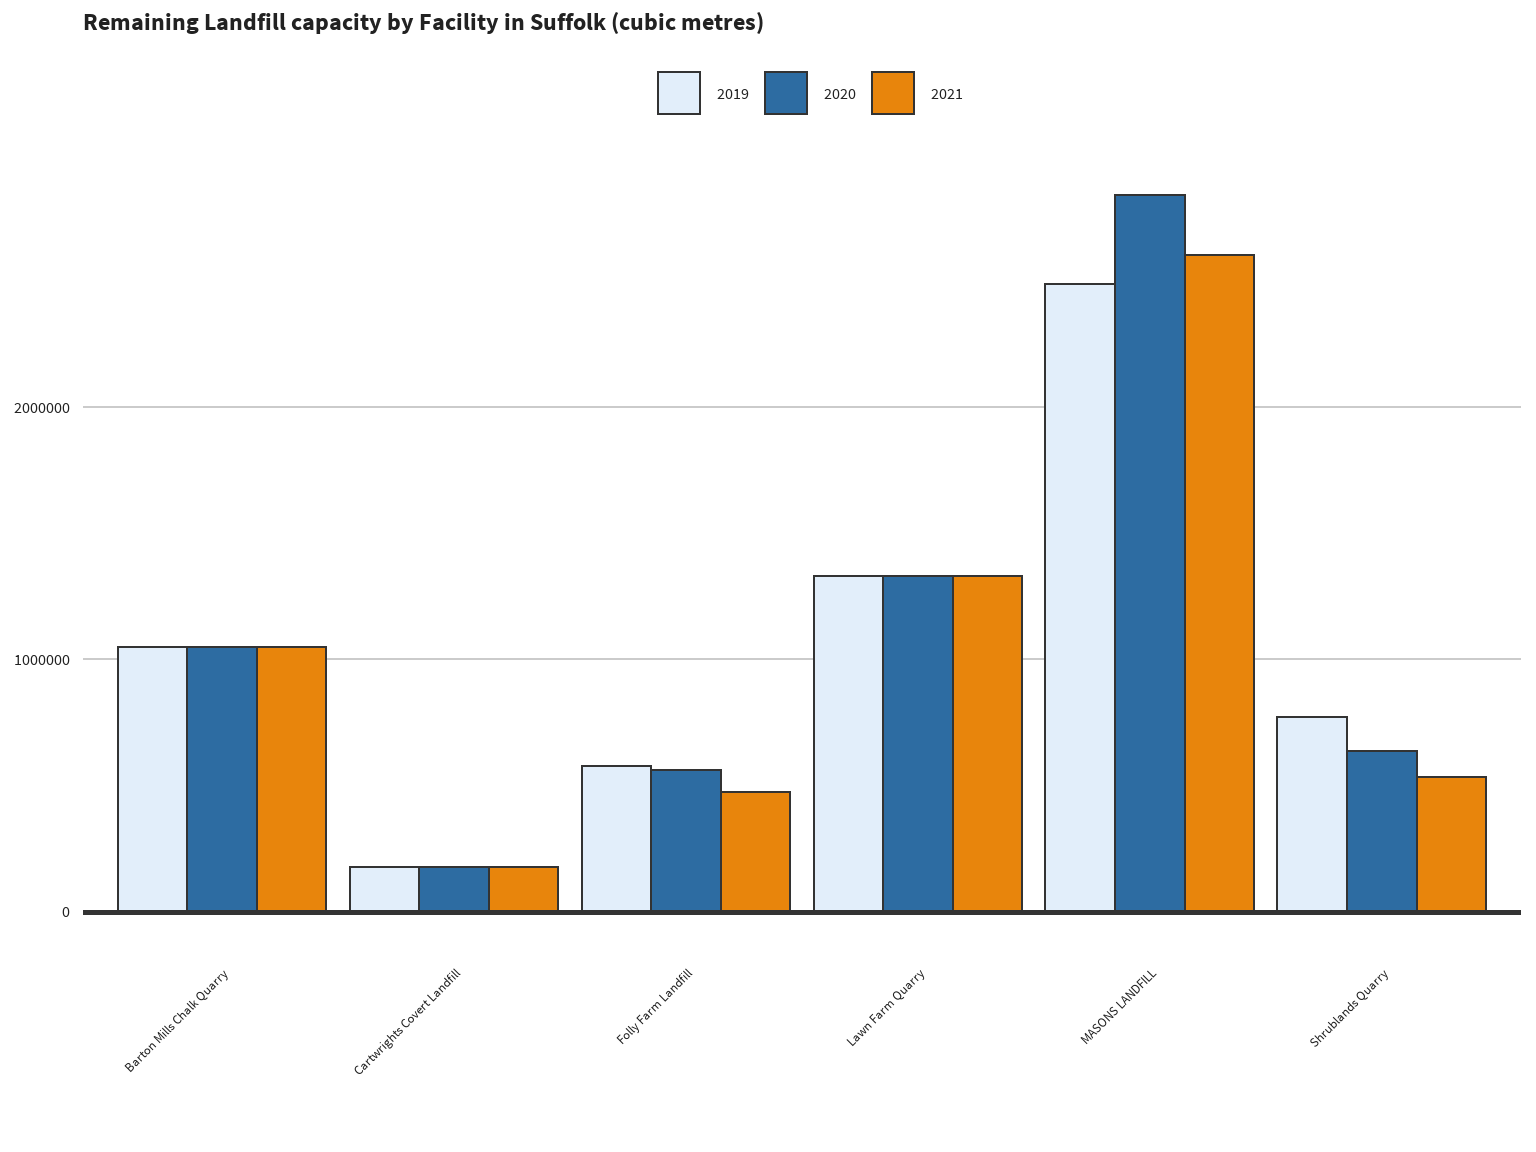 Remaining Landfill capacity by Facility in Suffolk (cubic metres)
2019 2020 2021
2000000
1000000
0
Barton Mills Chalk Quarry
Cartwrights Covert Landfill
Folly Farm Landfill
Lawn Farm Quarry
MASONS LANDFILL
Shrublands Quarry